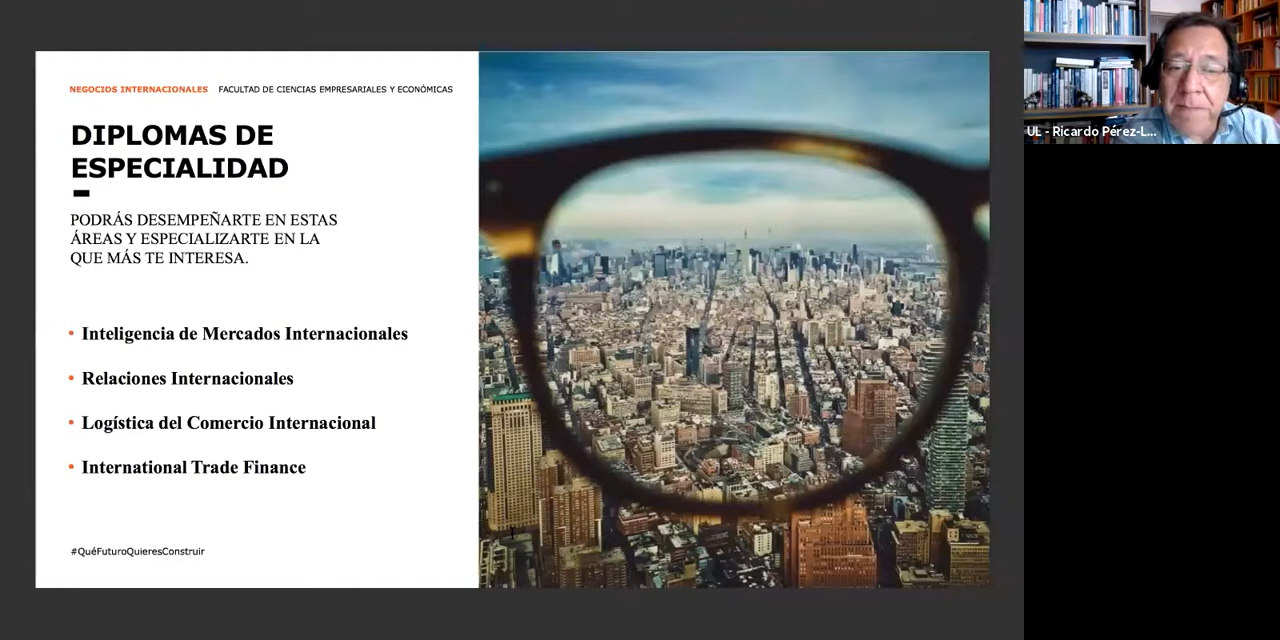 NEGOCIOS INTERNACIONALES FACULTAD DE CIENCIAS EMPRESARIALES Y ECONÓMICAS
DIPLOMAS DE
ESPECIALIDAD
PODRÁS DESEMPEÑARTE EN ESTAS
ÁREAS Y ESPECIALIZARTE EN LA
QUE MÁS TE INTERESA.
• Inteligencia de Mercados Internacionales
• Relaciones Internacionales
• Logística del Comercio Internacional
• International Trade Finance
#QuéFuturoQuieresConstruir
UL - Ricardo Pérez-L...